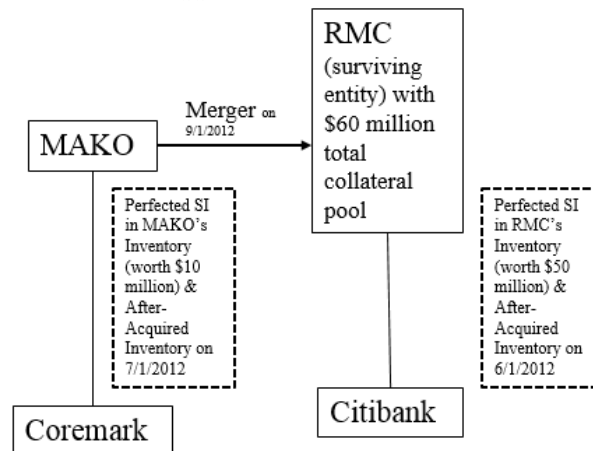 RMC
(surviving
entity) with
$60 million
total
collateral
pool
Merger on
9/1/2012
MAKO
Perfected SI
in MAKO's
Inventory
(worth $10
million) &
After-
Acquired
Inventory on
7/1/2012
Perfected SI
in RMC's
Inventory
(worth $50
million) &
After-
Acquired
Inventory on
6/1/2012
Coremark
Citibank